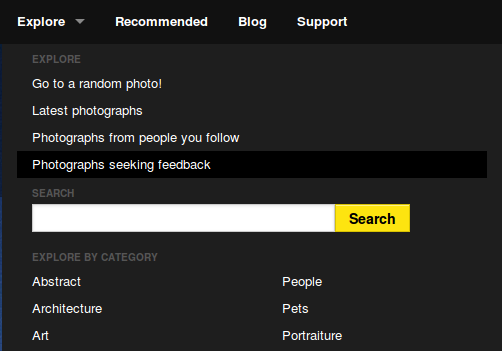 Explore Recommended Blog Support
EXPLORE
Go to a random photo!
Latest photographs
Photographs from people you follow
Photographs seeking feedback
SEARCH
Search
EXPLORE BY CATEGORY
Abstract People
Architecture Pets
Art Portraiture